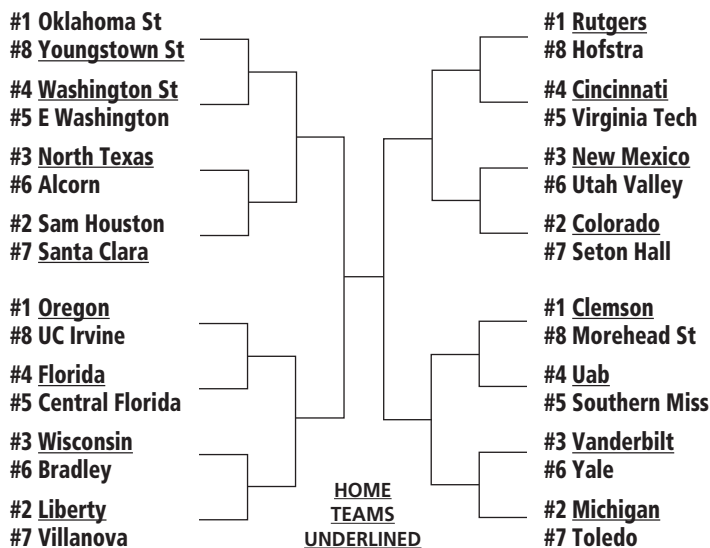 #1 Oklahoma St
#8 Youngstown St
#4 Washington St
#5 E Washington
#3 North Texas
#6 Alcorn
#2 Sam Houston
#7 Santa Clara
#1 Oregon
#8 UC Irvine
#4 Florida
#5 Central Florida
#3 Wisconsin
#6 Bradley
#2 Liberty
#7 Villanova
HOME
TEAMS
UNDERLINED
#1 Rutgers
#8 Hofstra
#4 Cincinnati
#5 Virginia Tech
#3 New Mexico
#6 Utah Valley
#2 Colorado
#7 Seton Hall
#1 Clemson
#8 Morehead St
#4 Uab
#5 Southern Miss
#3 Vanderbilt
#6 Yale
#2 Michigan
#7 Toledo